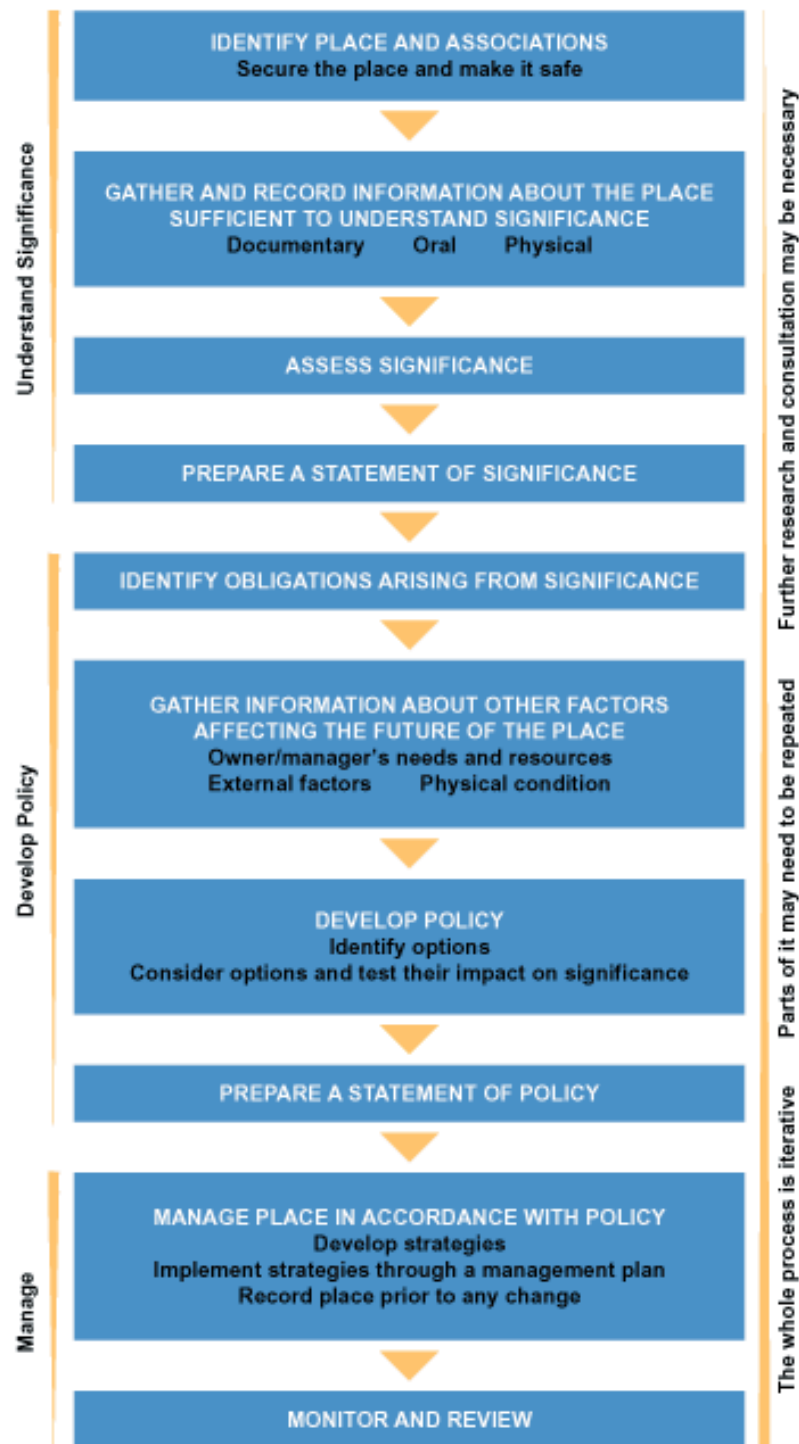 Understand Significance
IDENTIFY PLACE AND ASSOCIATIONS
Secure the place and make it safe
GATHER AND RECORD INFORMATION ABOUT THE PLACE
SUFFICIENT TO UNDERSTAND SIGNIFICANCE
Documentary Oral Physical
ASSESS SIGNIFICANCE
PREPARE A STATEMENT OF SIGNIFICANCE
Develop Policy
IDENTIFY OBLIGATIONS ARISING FROM SIGNIFICANCE
GATHER INFORMATION ABOUT OTHER FACTORS
AFFECTING THE FUTURE OF THE PLACE
Owner/manager's needs and resources
External factors Physical condition
DEVELOP POLICY
Identify options
Consider options and test their impact on significance
PREPARE A STATEMENT OF POLICY
Manage
MANAGE PLACE IN ACCORDANCE WITH POLICY
Develop strategies
Implement strategies through a management plan
Record place prior to any change
MONITOR AND REVIEW
The whole process is iterative
Parts of it may need to be repeated
Further research and consultation may be necessary